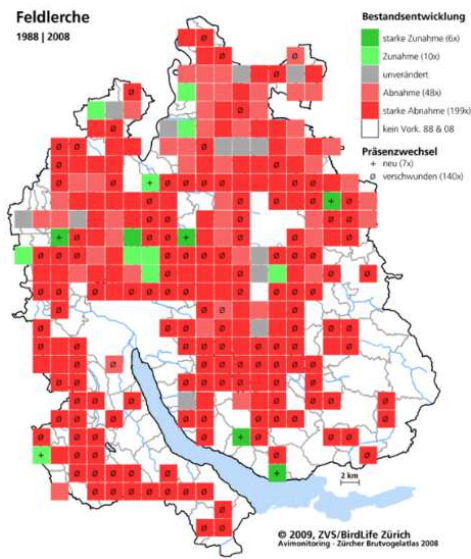 Feldlerche
1988 | 2008
Bestandsentwicklung
starke Zunahme (6x)
Zunahme (10x)
unverändert
Abnahme (48x)
starke Abnahme (199x)
kein Vork. 88 & 08
Präsenzwechsel
+ neu (7x)
ø verschwunden (140x)
2 km
© 2009, ZVS/BirdLife Zürich
Avimonitoring - Zürcher Brutvogelatlas 2008